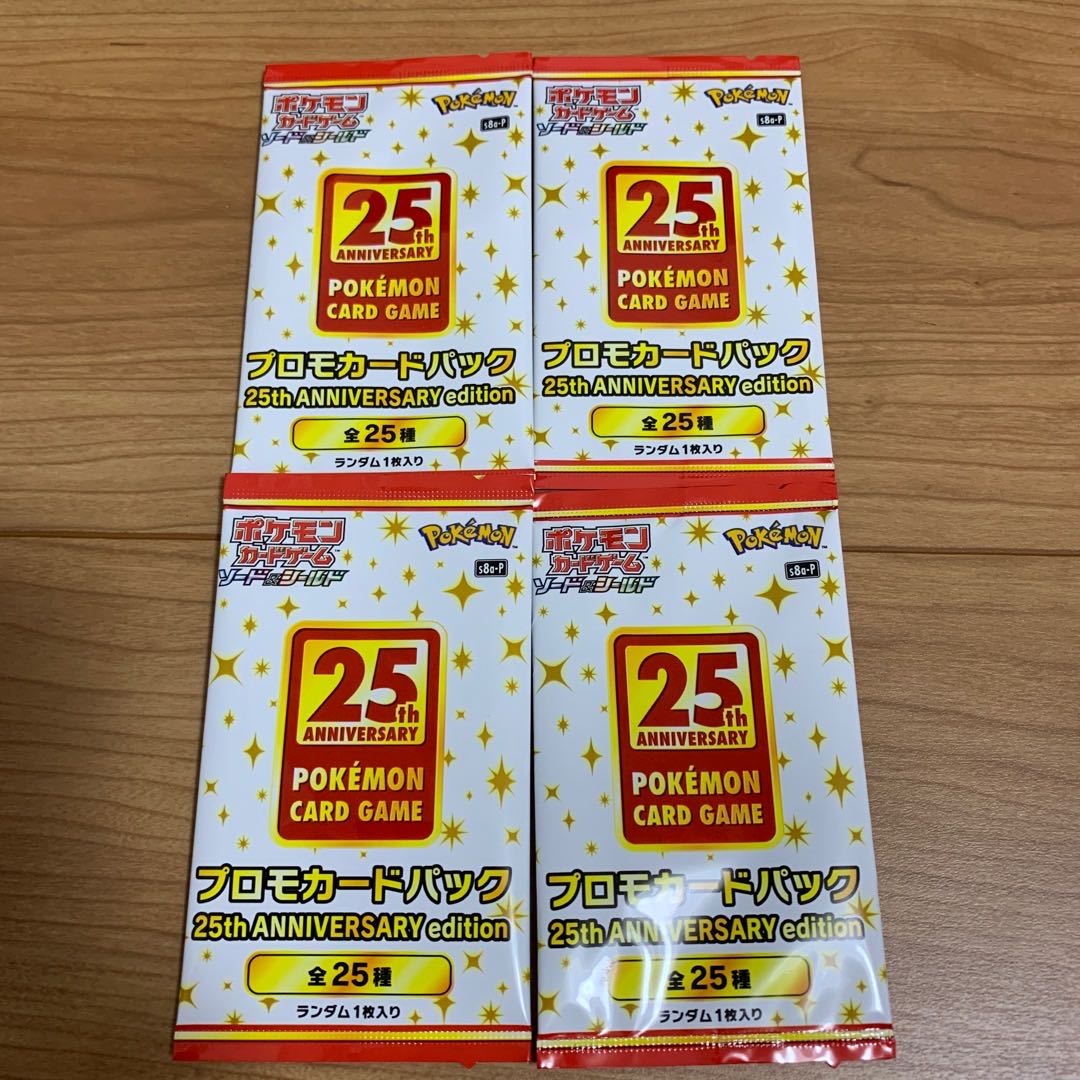 ポケモン
カードゲーム
ソード&シールド
POKéMON
s8a-P
25th
ANNIVERSARY
POKÉMON
CARD GAME
プロモカードパック
25th ANNIVERSARY edition
全25種
ランダム1枚入り
ポケモン
カードゲーム
ソード&シールド
POKéMON
s8a-P
25th
ANNIVERSARY
POKÉMON
CARD GAME
プロモカードパック
25th ANNIVERSARY edition
全25種
ランダム1枚入り
ポケモン
カードゲーム™
ソード&シールド
POKéMON™
s8a-P
25th
ANNIVERSARY
POKÉMON
CARD GAME
プロモカードパック
25th ANNIVERSARY edition
全25種
ランダム1枚入り
ポケモン
カードゲーム™
ソード&シールド
POKéMON™
s8a-P
25th
ANNIVERSARY
POKÉMON
CARD GAME
プロモカードパック
25th ANNIVERSARY edition
全25種
ランダム1枚入り